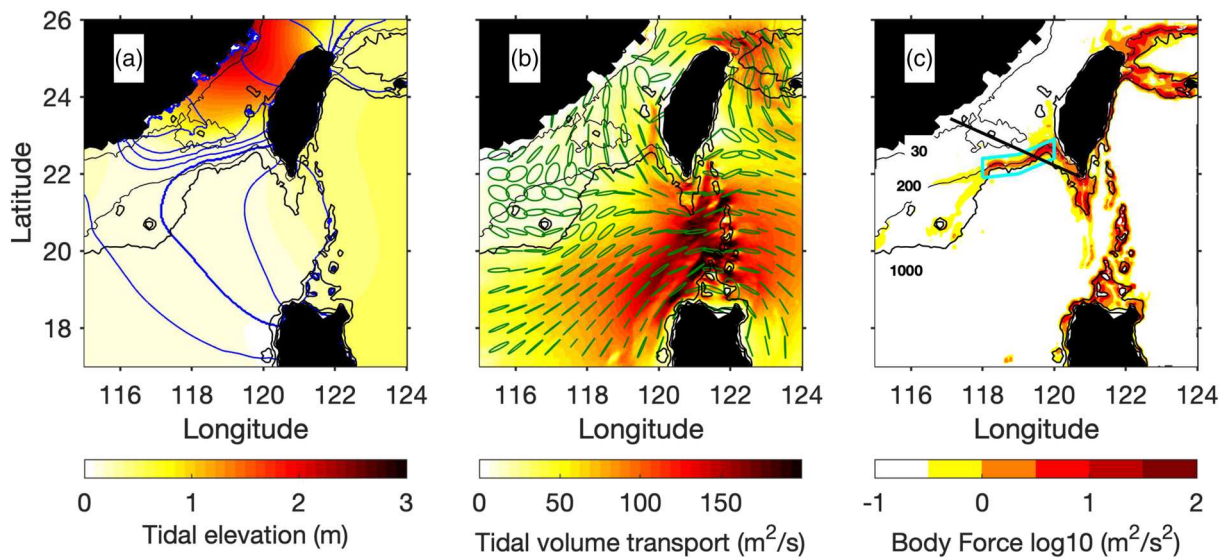 26
24
22
20
18
Latitude
(a)
(b)
(c)
30
200
1000
116 118 120 122 124
116 118 120 122 124
116 118 120 122 124
Longitude
Longitude
Longitude
0 1 2 3
0 50 100 150
-1 0 1 2
Tidal elevation (m)
Tidal volume transport (m²/s)
Body Force log10 (m²/s²)